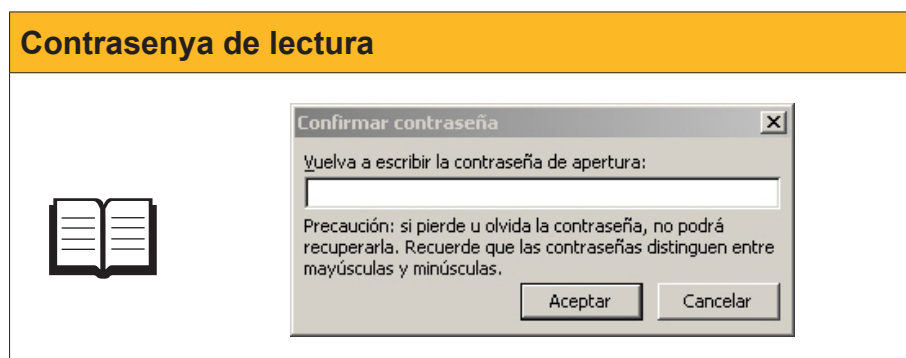 Contrasenya de lectura
Confirmar contraseña
Vuelva a escribir la contraseña de apertura:
Precaución: si pierde u olvida la contraseña, no podrá
recuperarla. Recuerde que las contraseñas distinguen entre
mayúsculas y minúsculas.
Aceptar
Cancelar